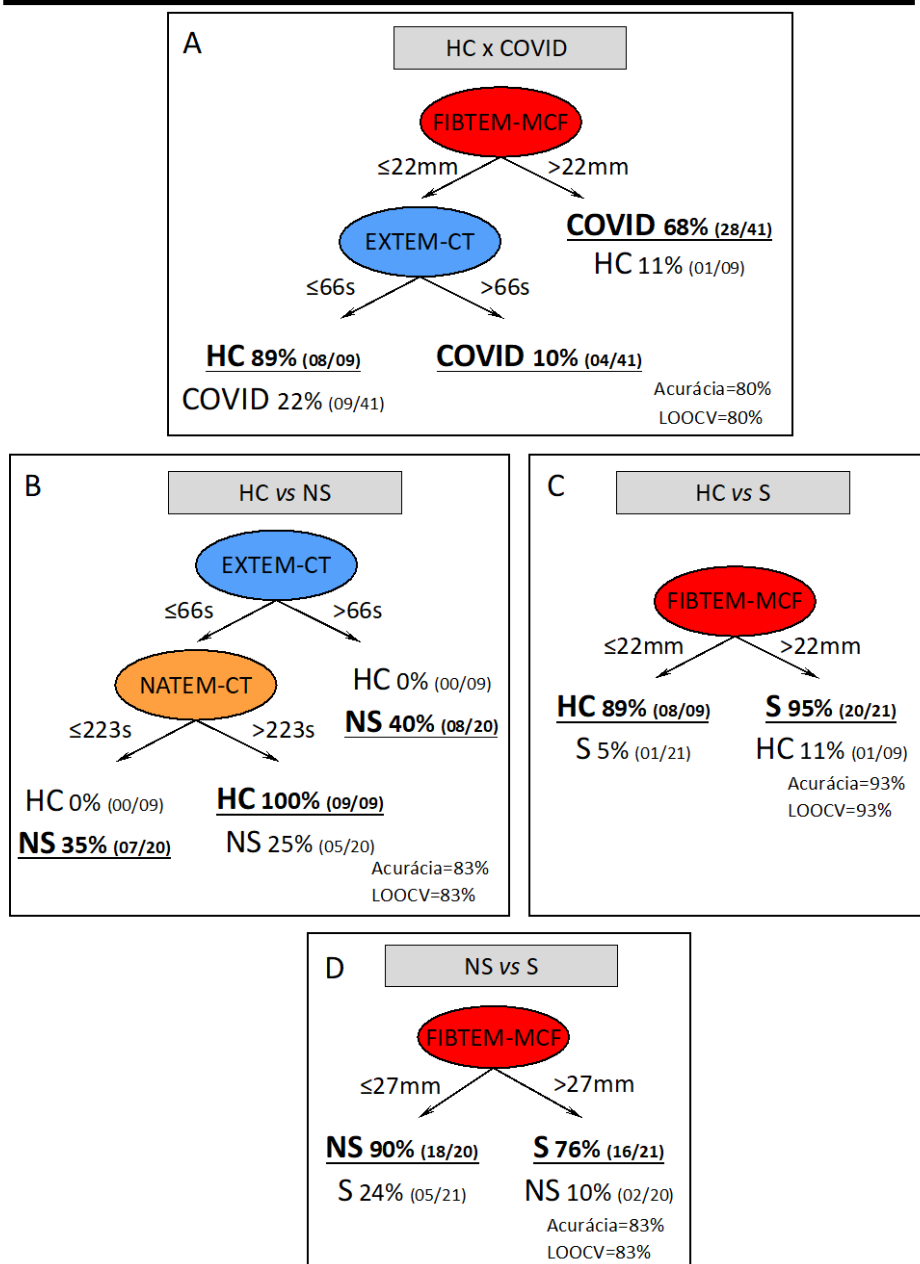 A
HC x COVID
FIBTEM-MCF
≤22mm >22mm
EXTEM-CT
COVID 68% (28/41)
HC 11% (01/09)
≤66s >66s
HC 89% (08/09)
COVID 22% (09/41)
COVID 10% (04/41)
Acurácia=80%
LOOCV=80%
B
HC vs NS
EXTEM-CT
≤66s >66s
NATEM-CT
HC 0% (00/09)
NS 40% (08/20)
≤223s >223s
HC 0% (00/09)
NS 35% (07/20)
HC 100% (09/09)
NS 25% (05/20)
Acurácia=83%
LOOCV=83%
C
HC vs S
FIBTEM-MCF
≤22mm >22mm
HC 89% (08/09)
S 5% (01/21)
S 95% (20/21)
HC 11% (01/09)
Acurácia=93%
LOOCV=93%
D
NS vs S
FIBTEM-MCF
≤27mm >27mm
NS 90% (18/20)
S 24% (05/21)
S 76% (16/21)
NS 10% (02/20)
Acurácia=83%
LOOCV=83%